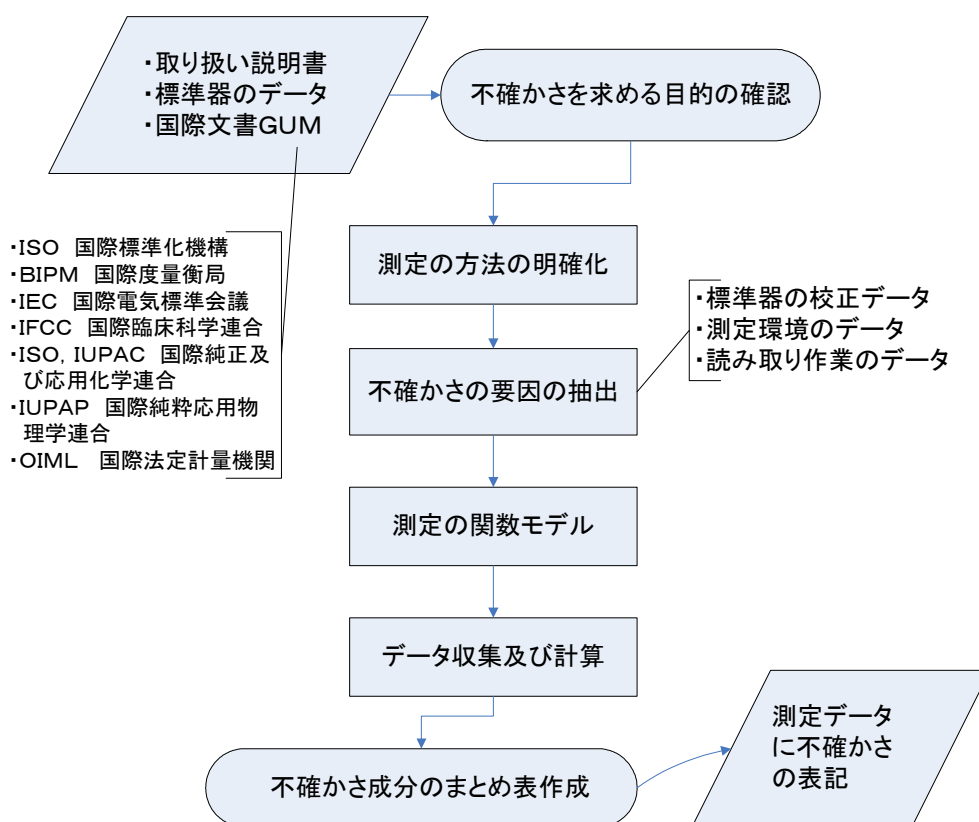 ・取り扱い説明書
・標準器のデータ
・国際文書GUM
不確かさを求める目的の確認
・ISO 国際標準化機構
・BIPM 国際度量衡局
・IEC 国際電気標準会議
・IFCC 国際臨床科学連合
・ISO, IUPAC 国際純正及
び応用化学連合
・IUPAP 国際純粋応用物
理学連合
・OIML 国際法定計量機関
測定の方法の明確化
不確かさの要因の抽出
・標準器の校正データ
・測定環境のデータ
・読み取り作業のデータ
測定の関数モデル
データ収集及び計算
不確かさ成分のまとめ表作成
測定データ
に不確かさ
の表記